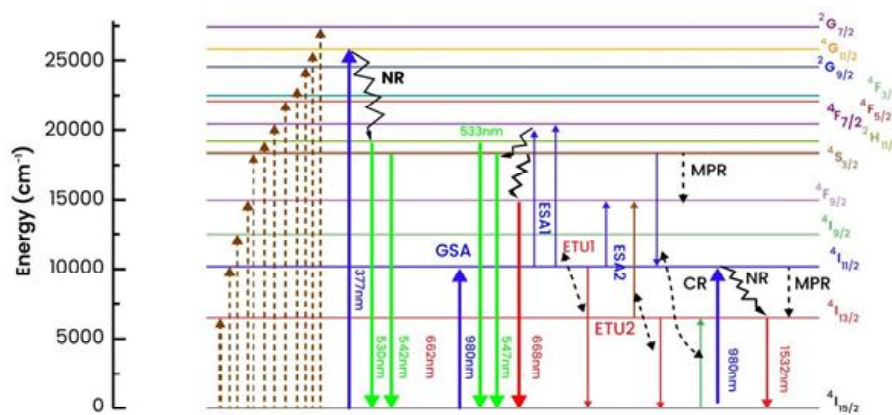 Energy (cm⁻¹)
25000
20000
15000
10000
5000
0
²G₇/₂
⁴G₁₁/₂
²G₉/₂
⁴F₃/
⁴F₅/₂
⁴F₇/₂
²H₁₁/
⁴S₃/₂
⁴F₉/₂
⁴I₉/₂
⁴I₁₁/₂
⁴I₁₃/₂
⁴I₁₅/₂
NR
533nm
MPR
ESA1
GSA
ETU1
ESA2
CR
NR
MPR
ETU2
377nm
530nm
542nm
662nm
980nm
547nm
668nm
980nm
1532nm